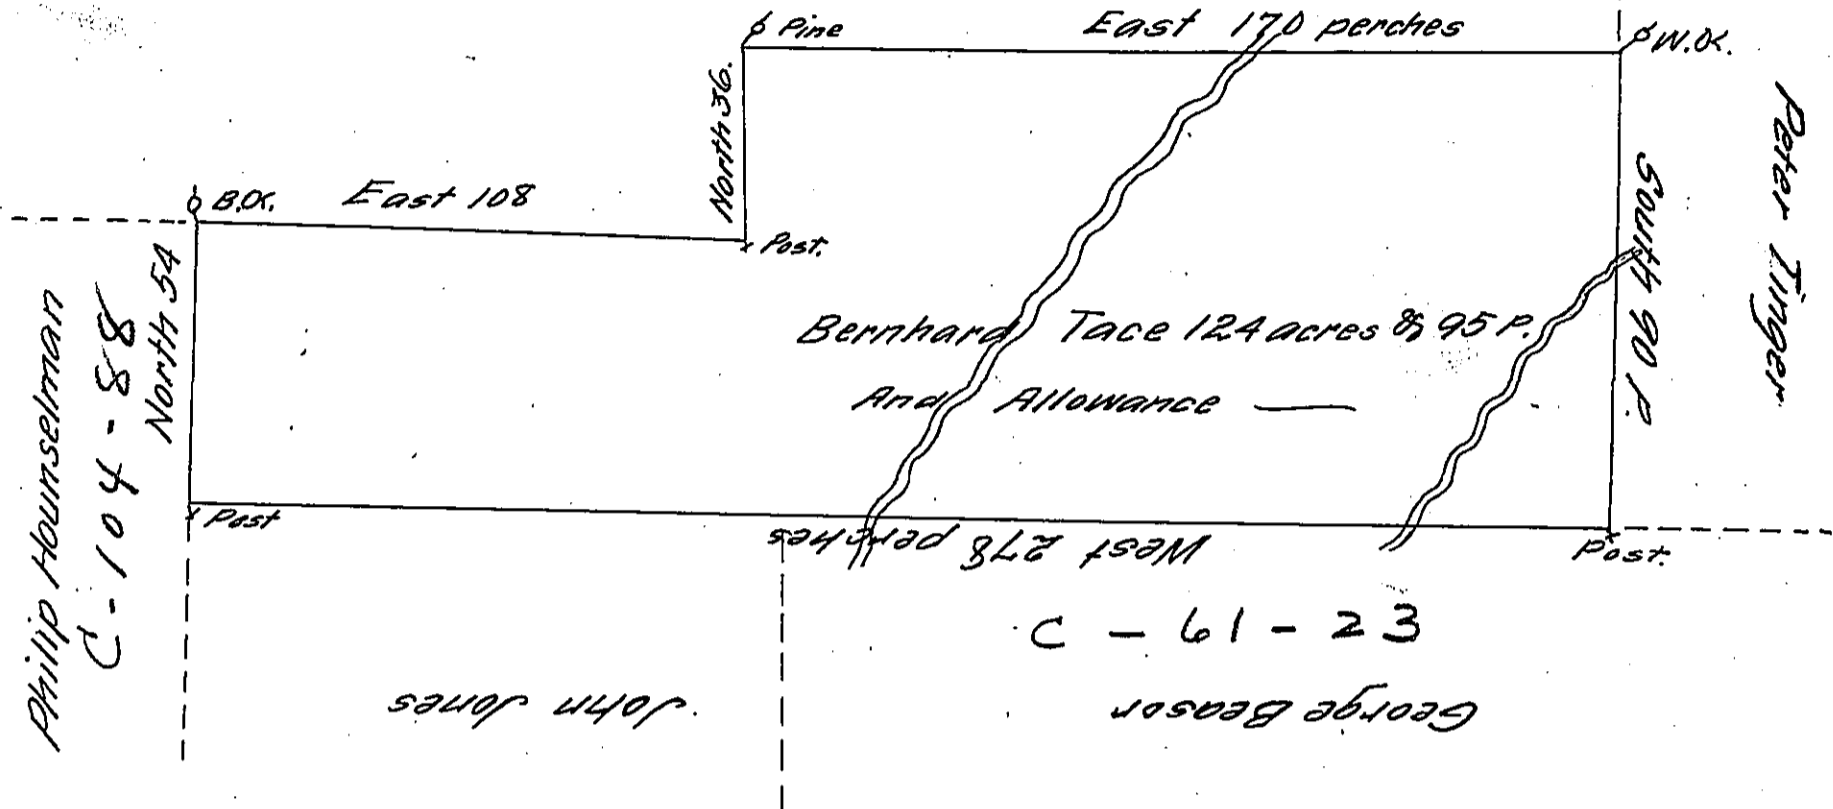 Pine
East 170 perches
W.O.
North 36.
B.O.
East 108
Post.
Peter Tinger
South 90 P.
Philip Hounselman
C-104-88
North 54
Bernhard Tace 124 acres & 95 P.
And Allowance —
Post
West 278 perches
Post.
C - 61 - 23
John Jones
George Beasor